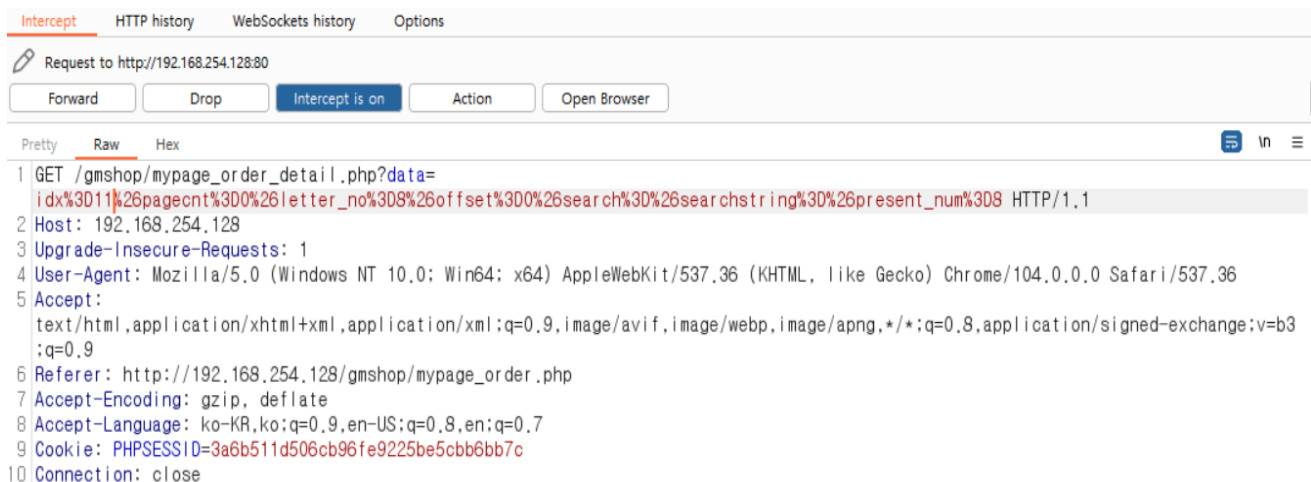 Intercept HTTP history WebSockets history Options
Request to http://192.168.254.128:80
Forward Drop Intercept is on Action Open Browser
Pretty Raw Hex \n
1 GET /gmshop/mypage_order_detail.php?data=
idx%3D11%26pagecnt%3D0%26letter_no%3D8%26offset%3D0%26search%3D%26searchstring%3D%26present_num%3D8 HTTP/1.1
2 Host: 192.168.254.128
3 Upgrade-Insecure-Requests: 1
4 User-Agent: Mozilla/5.0 (Windows NT 10.0; Win64; x64) AppleWebKit/537.36 (KHTML, like Gecko) Chrome/104.0.0.0 Safari/537.36
5 Accept:
text/html,application/xhtml+xml,application/xml;q=0.9,image/avif,image/webp,image/apng,*/*;q=0.8,application/signed-exchange;v=b3
;q=0.9
6 Referer: http://192.168.254.128/gmshop/mypage_order.php
7 Accept-Encoding: gzip, deflate
8 Accept-Language: ko-KR,ko;q=0.9,en-US;q=0.8,en;q=0.7
9 Cookie: PHPSESSID=3a6b511d506cb96fe9225be5cbb6bb7c
10 Connection: close